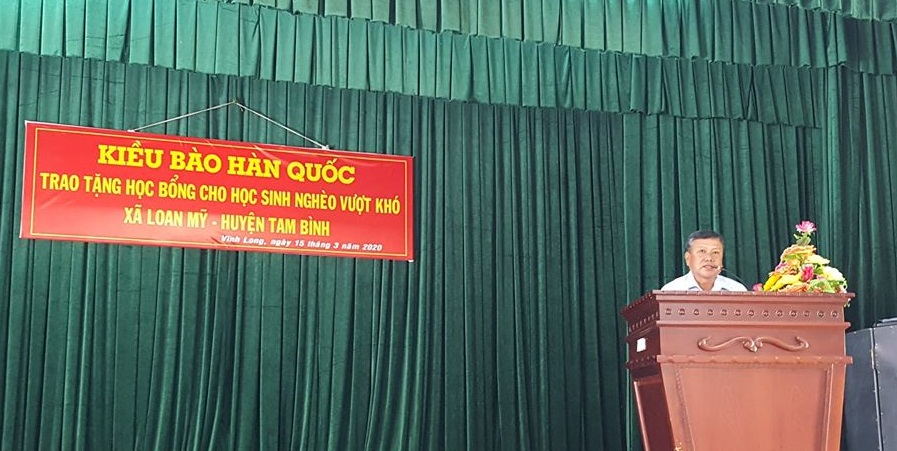 KIỀU BÀO HÀN QUỐC
TRAO TẶNG HỌC BỔNG CHO HỌC SINH NGHÈO VƯỢT KHÓ
XÃ LOAN MỸ - HUYỆN TAM BÌNH
Vĩnh Long, ngày 15 tháng 3 năm 2020